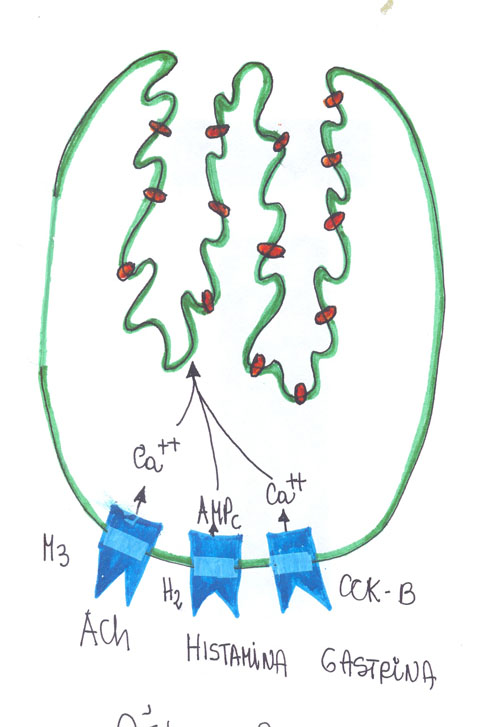 Ca⁺⁺
AMPc
Ca⁺⁺
M3
H2
CCK-B
ACh
HISTAMINA
GASTRINA